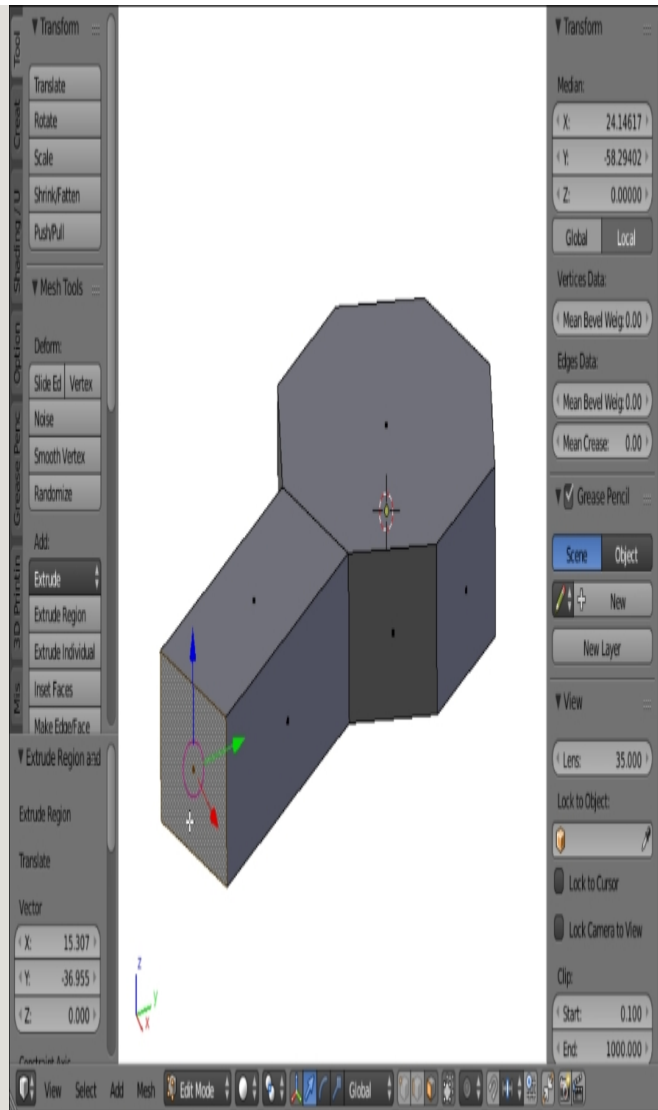 Tool
Creat
Shading / U
Option
Grease Penc
3D Printin
Mis
Transform
Translate
Rotate
Scale
Shrink/Fatten
Push/Pull
Mesh Tools
Deform:
Slide Ed Vertex
Noise
Smooth Vertex
Randomize
Add:
Extrude
Extrude Region
Extrude Individual
Inset Faces
Make Edge/Face
Extrude Region and
Extrude Region
Translate
Vector
X: 15.307
Y: -36.955
Z: 0.000
Constraint Axis
z
y
x
Transform
Median:
X: 24.14617
Y: -58.29402
Z: 0.00000
Global Local
Vertices Data:
Mean Bevel Weig: 0.00
Edges Data:
Mean Bevel Weig: 0.00
Mean Crease: 0.00
Grease Pencil
Scene Object
New
New Layer
View
Lens: 35.000
Lock to Object:
Lock to Cursor
Lock Camera to View
Clip:
Start: 0.100
End: 1000.000
View Select Add Mesh Edit Mode Global